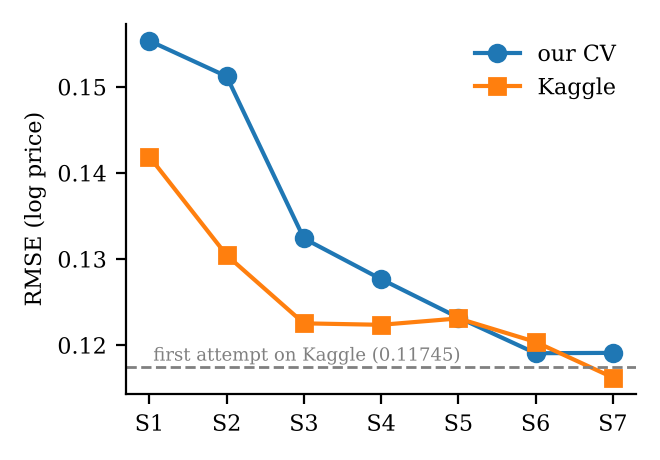 our CV
Kaggle
RMSE (log price)
0.15
0.14
0.13
0.12
first attempt on Kaggle (0.11745)
S1 S2 S3 S4 S5 S6 S7